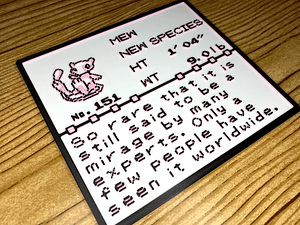 MEW
NEW SPECIES
HT 1'04"
WT 9.0lb
No. 151
So rare that it is
still said to be a
mirage by many
experts. Only a
few people have
seen it worldwide.